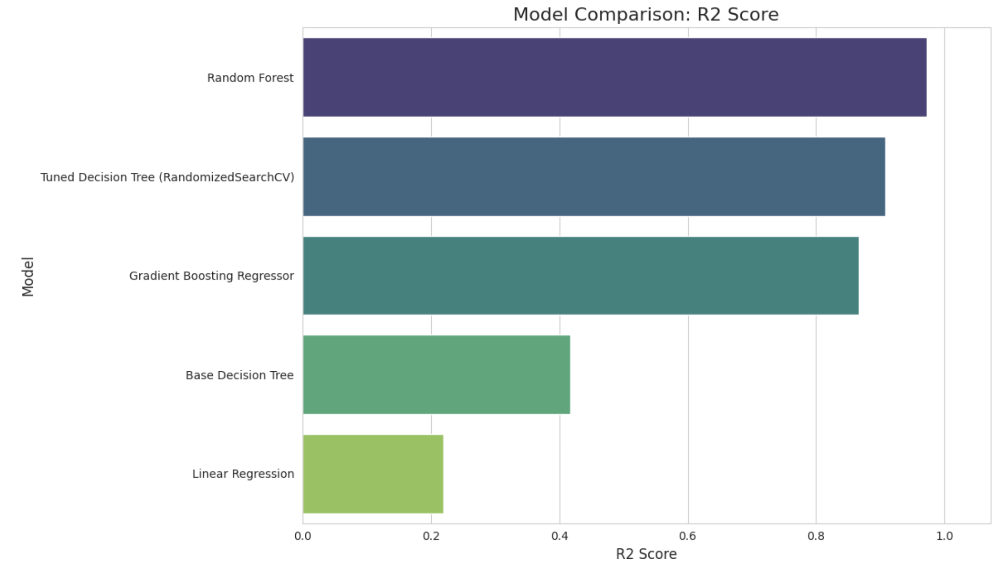 Model Comparison: R2 Score
Random Forest
Tuned Decision Tree (RandomizedSearchCV)
Gradient Boosting Regressor
Base Decision Tree
Linear Regression
Model
0.0 0.2 0.4 0.6 0.8 1.0
R2 Score